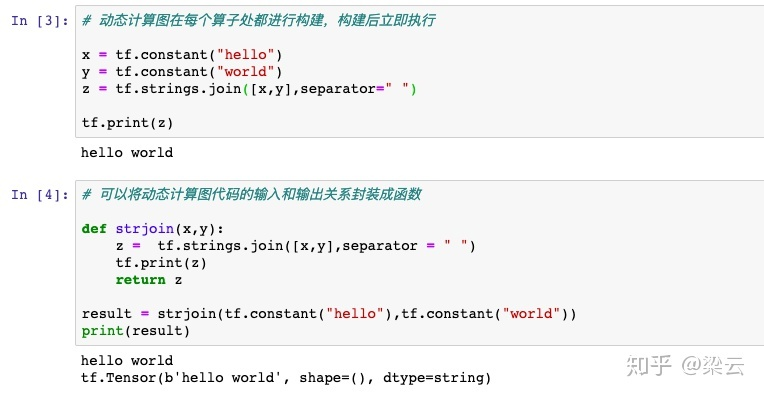 In [3]:
# 动态计算图在每个算子处都进行构建，构建后立即执行
x = tf.constant("hello")
y = tf.constant("world")
z = tf.strings.join([x,y],separator=" ")
tf.print(z)
hello world
In [4]:
# 可以将动态计算图代码的输入和输出关系封装成函数
def strjoin(x,y):
    z =  tf.strings.join([x,y],separator = " ")
    tf.print(z)
    return z
result = strjoin(tf.constant("hello"),tf.constant("world"))
print(result)
hello world
tf.Tensor(b'hello world', shape=(), dtype=string)
知乎 @梁云